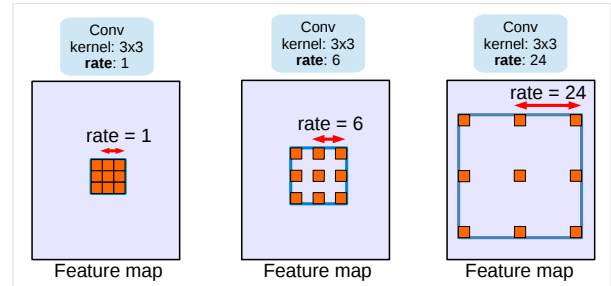 Conv
kernel: 3x3
rate: 1
Conv
kernel: 3x3
rate: 6
Conv
kernel: 3x3
rate: 24
rate = 1
rate = 6
rate = 24
Feature map
Feature map
Feature map